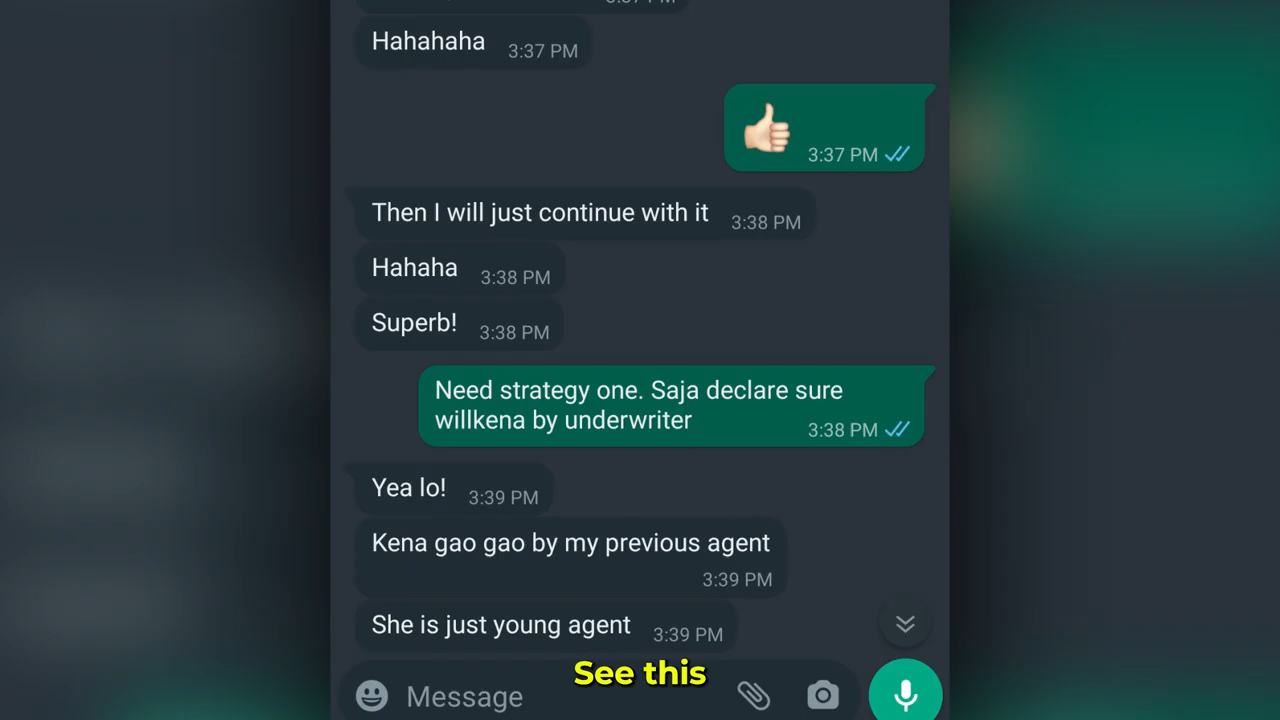 Hahahaha 3:37 PM
3:37 PM
Then I will just continue with it 3:38 PM
Hahaha 3:38 PM
Superb! 3:38 PM
Need strategy one. Saja declare sure
willkena by underwriter 3:38 PM
Yea lo! 3:39 PM
Kena gao gao by my previous agent
3:39 PM
She is just young agent 3:39 PM
See this
Message